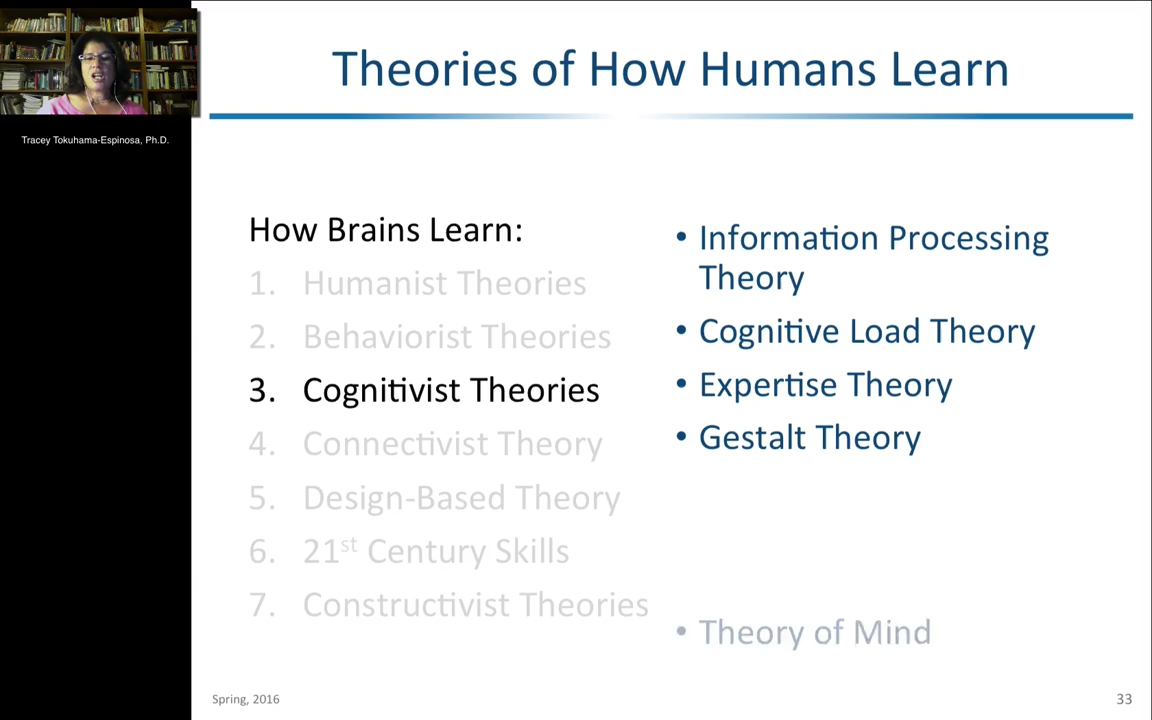 Theories of How Humans Learn
Tracey Tokuhama-Espinosa, Ph.D.
How Brains Learn:
1. Humanist Theories
2. Behaviorist Theories
3. Cognitivist Theories
4. Connectivist Theory
5. Design-Based Theory
6. 21st Century Skills
7. Constructivist Theories
• Information Processing
Theory
• Cognitive Load Theory
• Expertise Theory
• Gestalt Theory
• Theory of Mind
Spring, 2016
33